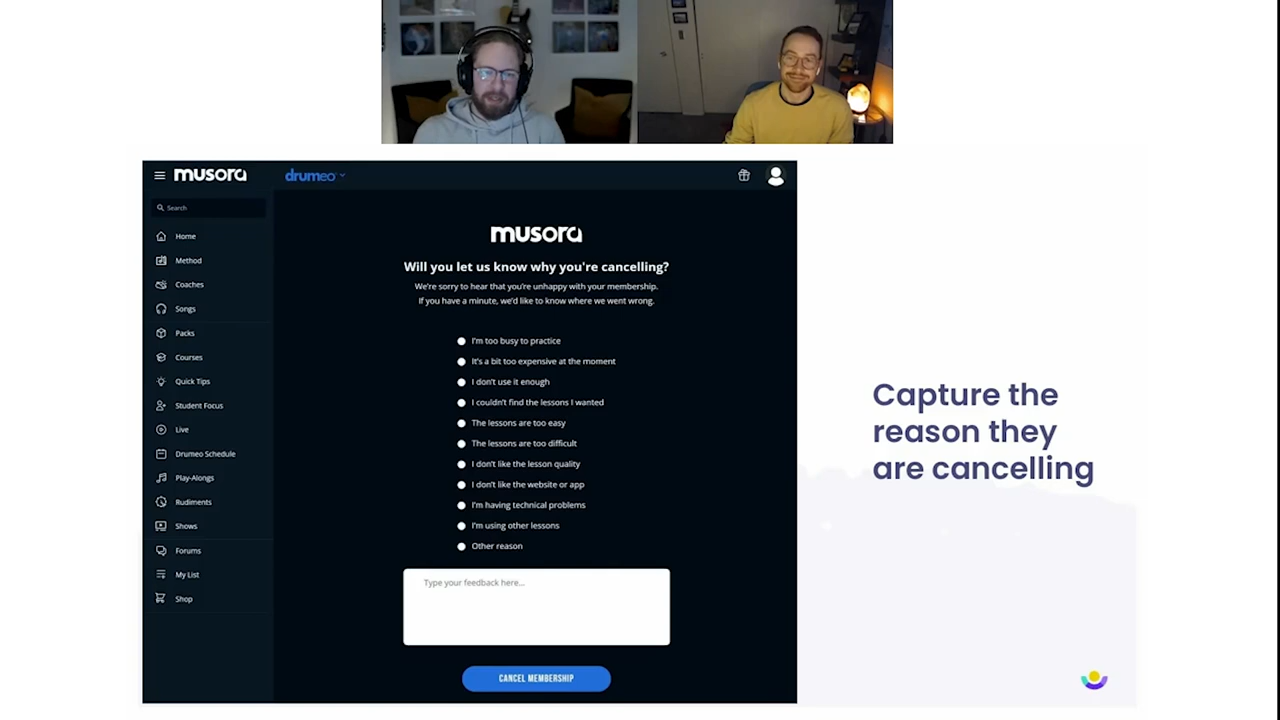 musora
drumeo
Search
Home
Method
Coaches
Songs
Packs
Courses
Quick Tips
Student Focus
Live
Drumeo Schedule
Play-Alongs
Rudiments
Shows
Forums
My List
Shop
musora
Will you let us know why you're cancelling?
We're sorry to hear that you're unhappy with your membership.
If you have a minute, we'd like to know where we went wrong.
I'm too busy to practice
It's a bit too expensive at the moment
I don't use it enough
I couldn't find the lessons I wanted
The lessons are too easy
The lessons are too difficult
I don't like the lesson quality
I don't like the website or app
I'm having technical problems
I'm using other lessons
Other reason
Type your feedback here...
CANCEL MEMBERSHIP
Capture the
reason they
are cancelling